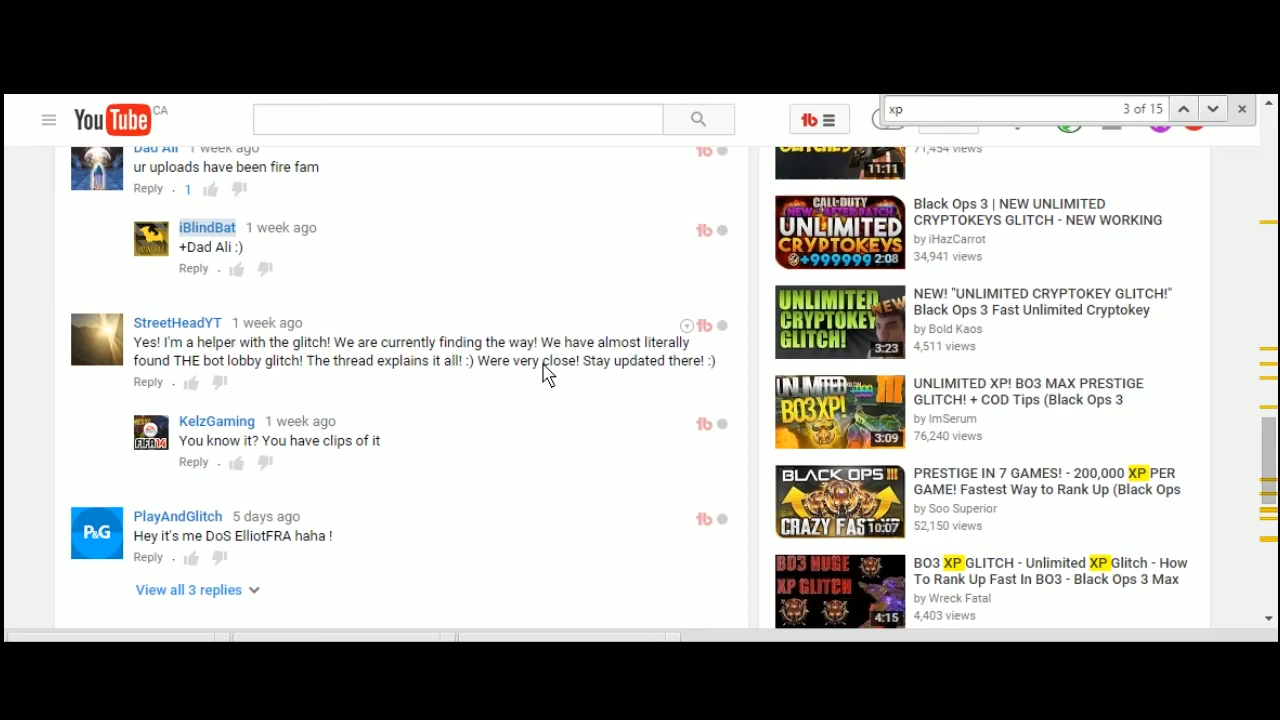 YouTube CA
xp
3 of 15
Dad Ali 1 week ago
ur uploads have been fire fam
Reply . 1
iBlindBat 1 week ago
+Dad Ali :)
Reply .
StreetHeadYT 1 week ago
Yes! I'm a helper with the glitch! We are currently finding the way! We have almost literally
found THE bot lobby glitch! The thread explains it all! :) Were very close! Stay updated there! :)
Reply .
KelzGaming 1 week ago
You know it? You have clips of it
Reply .
FIFA14
P&G
PlayAndGlitch 5 days ago
Hey it's me DoS ElliotFRA haha !
Reply .
View all 3 replies
71,454 views
11:11
CALL·DUTY
NEW - AFTER PATCH
UNLIMITED
CRYPTOKEYS
+999999 2:08
Black Ops 3 | NEW UNLIMITED
CRYPTOKEYS GLITCH - NEW WORKING
by iHazCarrot
34,941 views
UNLIMITED NEW
CRYPTOKEY
GLITCH!
3:23
NEW! "UNLIMITED CRYPTOKEY GLITCH!"
Black Ops 3 Fast Unlimited Cryptokey
by Bold Kaos
4,511 views
UNLIMITED
BO3 XP!
3:09
UNLIMITED XP! BO3 MAX PRESTIGE
GLITCH! + COD Tips (Black Ops 3
by ImSerum
76,240 views
BLACK OPS III
CRAZY FAST XP
10:07
PRESTIGE IN 7 GAMES! - 200,000 XP PER
GAME! Fastest Way to Rank Up (Black Ops
by Soo Superior
52,150 views
BO3 HUGE
XP GLITCH
4:15
BO3 XP GLITCH - Unlimited XP Glitch - How
To Rank Up Fast In BO3 - Black Ops 3 Max
by Wreck Fatal
4,403 views